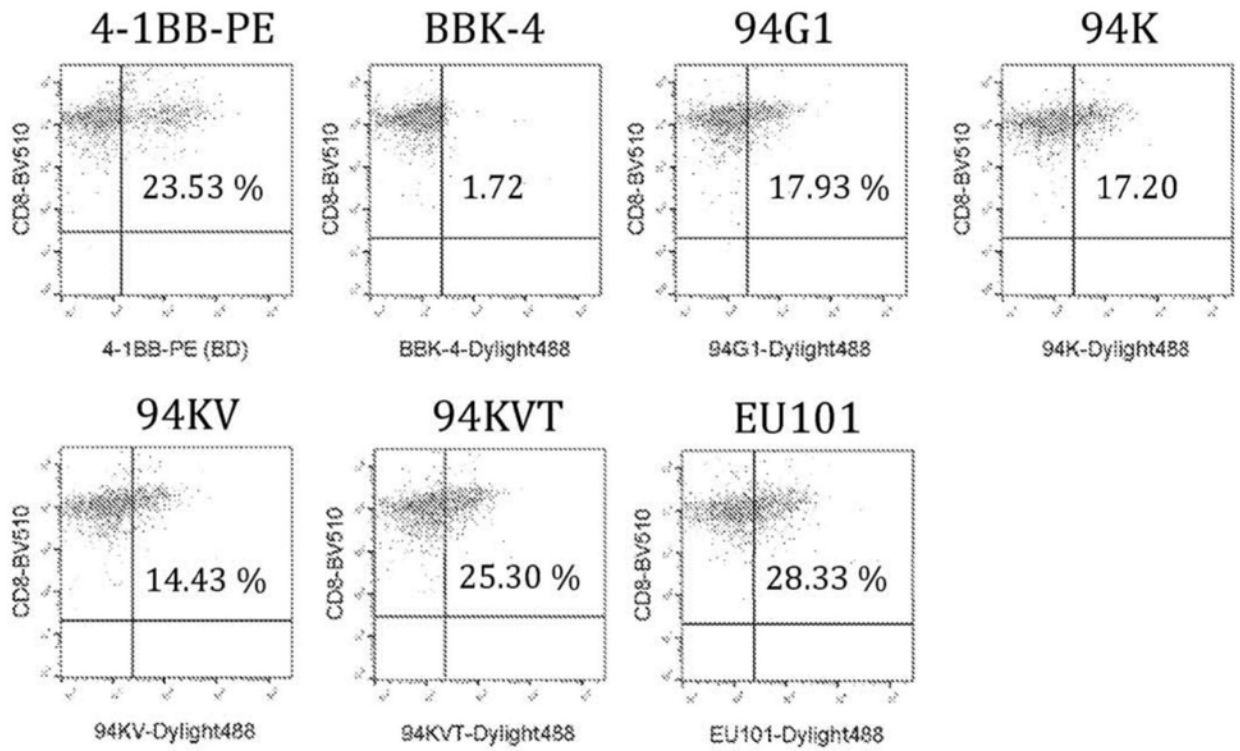 4-1BB-PE
BBK-4
94G1
94K
CD8-BV510
23.53 %
4-1BB-PE (BD)
CD8-BV510
1.72
BBK-4-Dylight488
CD8-BV510
17.93 %
94G1-Dylight488
CD8-BV510
17.20
94K-Dylight488
94KV
94KVT
EU101
CD8-BV510
14.43 %
94KV-Dylight488
CD8-BV510
25.30 %
94KVT-Dylight488
CD8-BV510
28.33 %
EU101-Dylight488